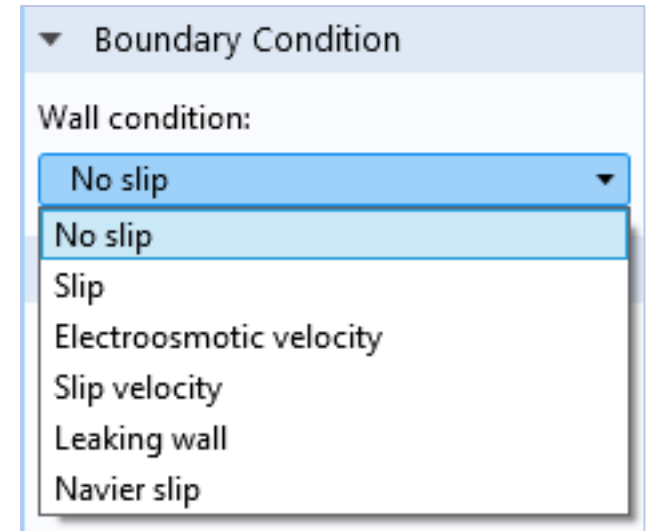 Boundary Condition
Wall condition:
No slip
No slip
Slip
Electroosmotic velocity
Slip velocity
Leaking wall
Navier slip